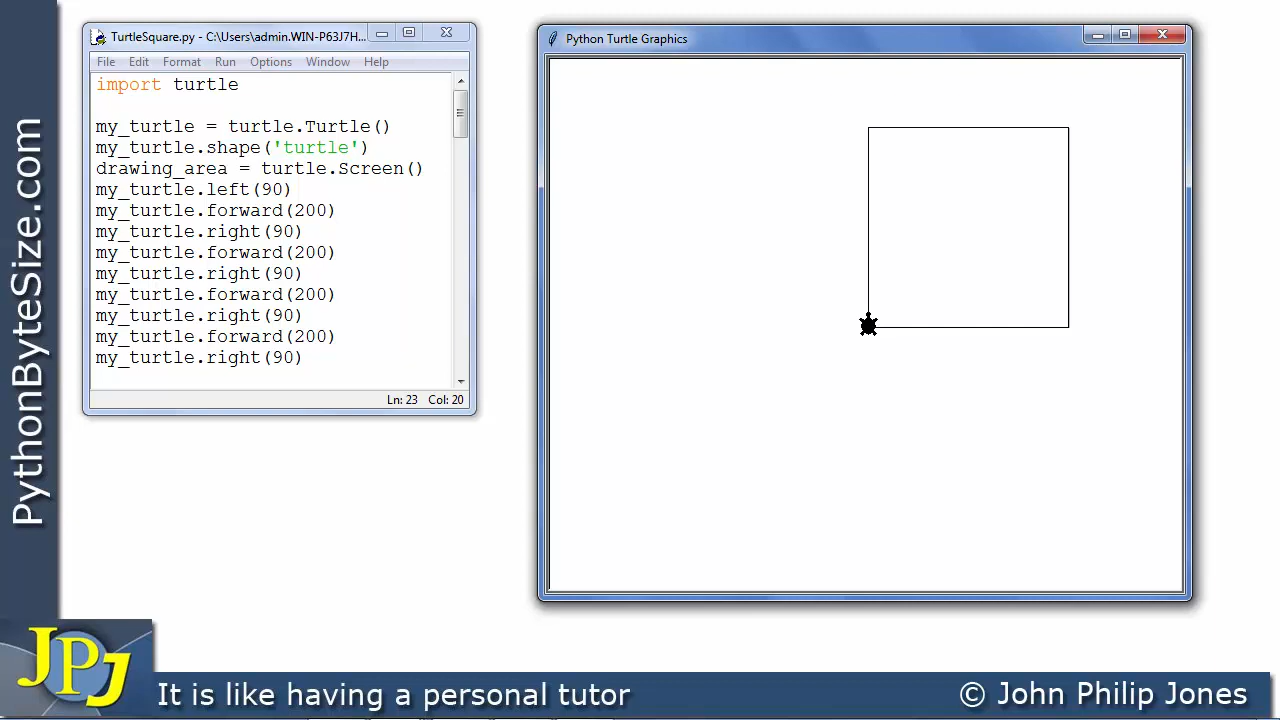 PythonByteSize.com
TurtleSquare.py - C:\Users\admin.WIN-P63J7H...
File Edit Format Run Options Window Help
import turtle
my_turtle = turtle.Turtle()
my_turtle.shape('turtle')
drawing_area = turtle.Screen()
my_turtle.left(90)
my_turtle.forward(200)
my_turtle.right(90)
my_turtle.forward(200)
my_turtle.right(90)
my_turtle.forward(200)
my_turtle.right(90)
my_turtle.forward(200)
my_turtle.right(90)
Ln: 23 Col: 20
Python Turtle Graphics
JPJ
It is like having a personal tutor
© John Philip Jones